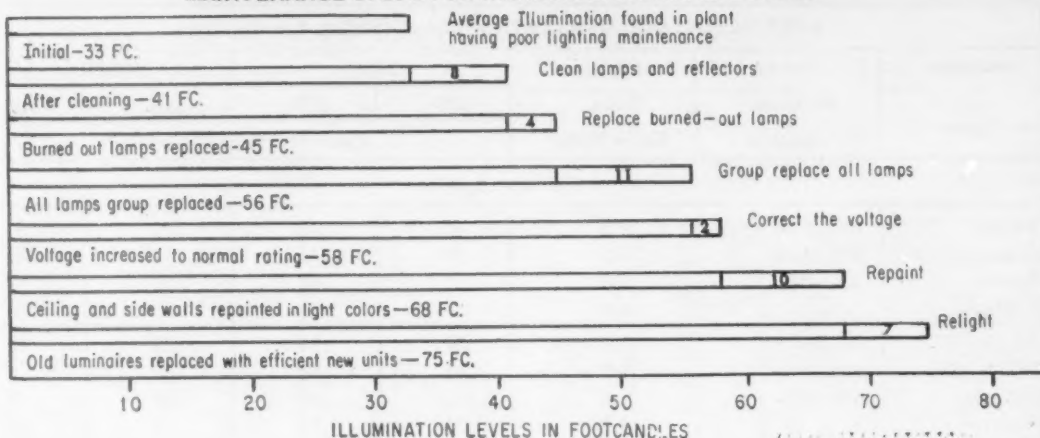 Average Illumination found in plant
having poor lighting maintenance
Initial–33 FC.
8
Clean lamps and reflectors
After cleaning–41 FC.
4
Replace burned–out lamps
Burned out lamps replaced-45 FC.
11
Group replace all lamps
All lamps group replaced–56 FC.
2
Correct the voltage
Voltage increased to normal rating–58 FC.
10
Repaint
Ceiling and side walls repainted in light colors–68 FC.
7
Relight
Old luminaires replaced with efficient new units–75 FC.
10 20 30 40 50 60 70 80
ILLUMINATION LEVELS IN FOOTCANDLES